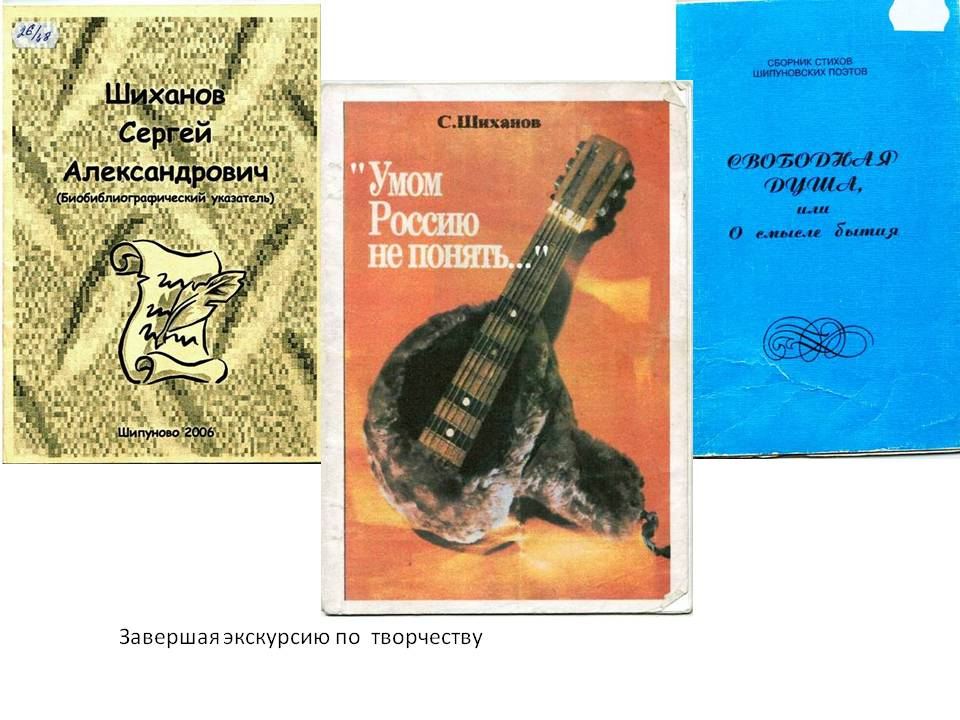 26/48
Шиханов
Сергей
Александрович
(Биобиблиографический указатель)
Шипуново 2006
С.Шиханов
"Умом
Россию
не понять..."
СБОРНИК СТИХОВ
ШИПУНОВСКИХ ПОЭТОВ
СВОБОДНАЯ
ДУША,
или
О смысле бытия
Завершая экскурсию по творчеству